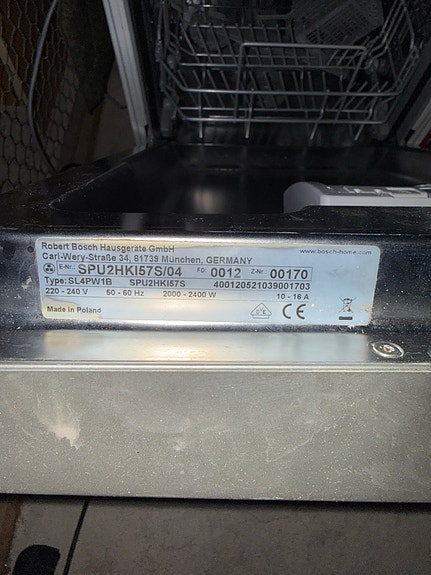 Robert Bosch Hausgeräte GmbH
www.bosch-home.com
Carl-Wery-Straße 34, 81739 München, GERMANY
E-Nr.: SPU2HKI57S/04 FD 0012 Z-Nr 00170
Type: SL4PW1B SPU2HKI57S 400120521039001703
220 - 240 V 50 - 60 Hz 2000 - 2400 W 10 - 16 A
Made in Poland CE